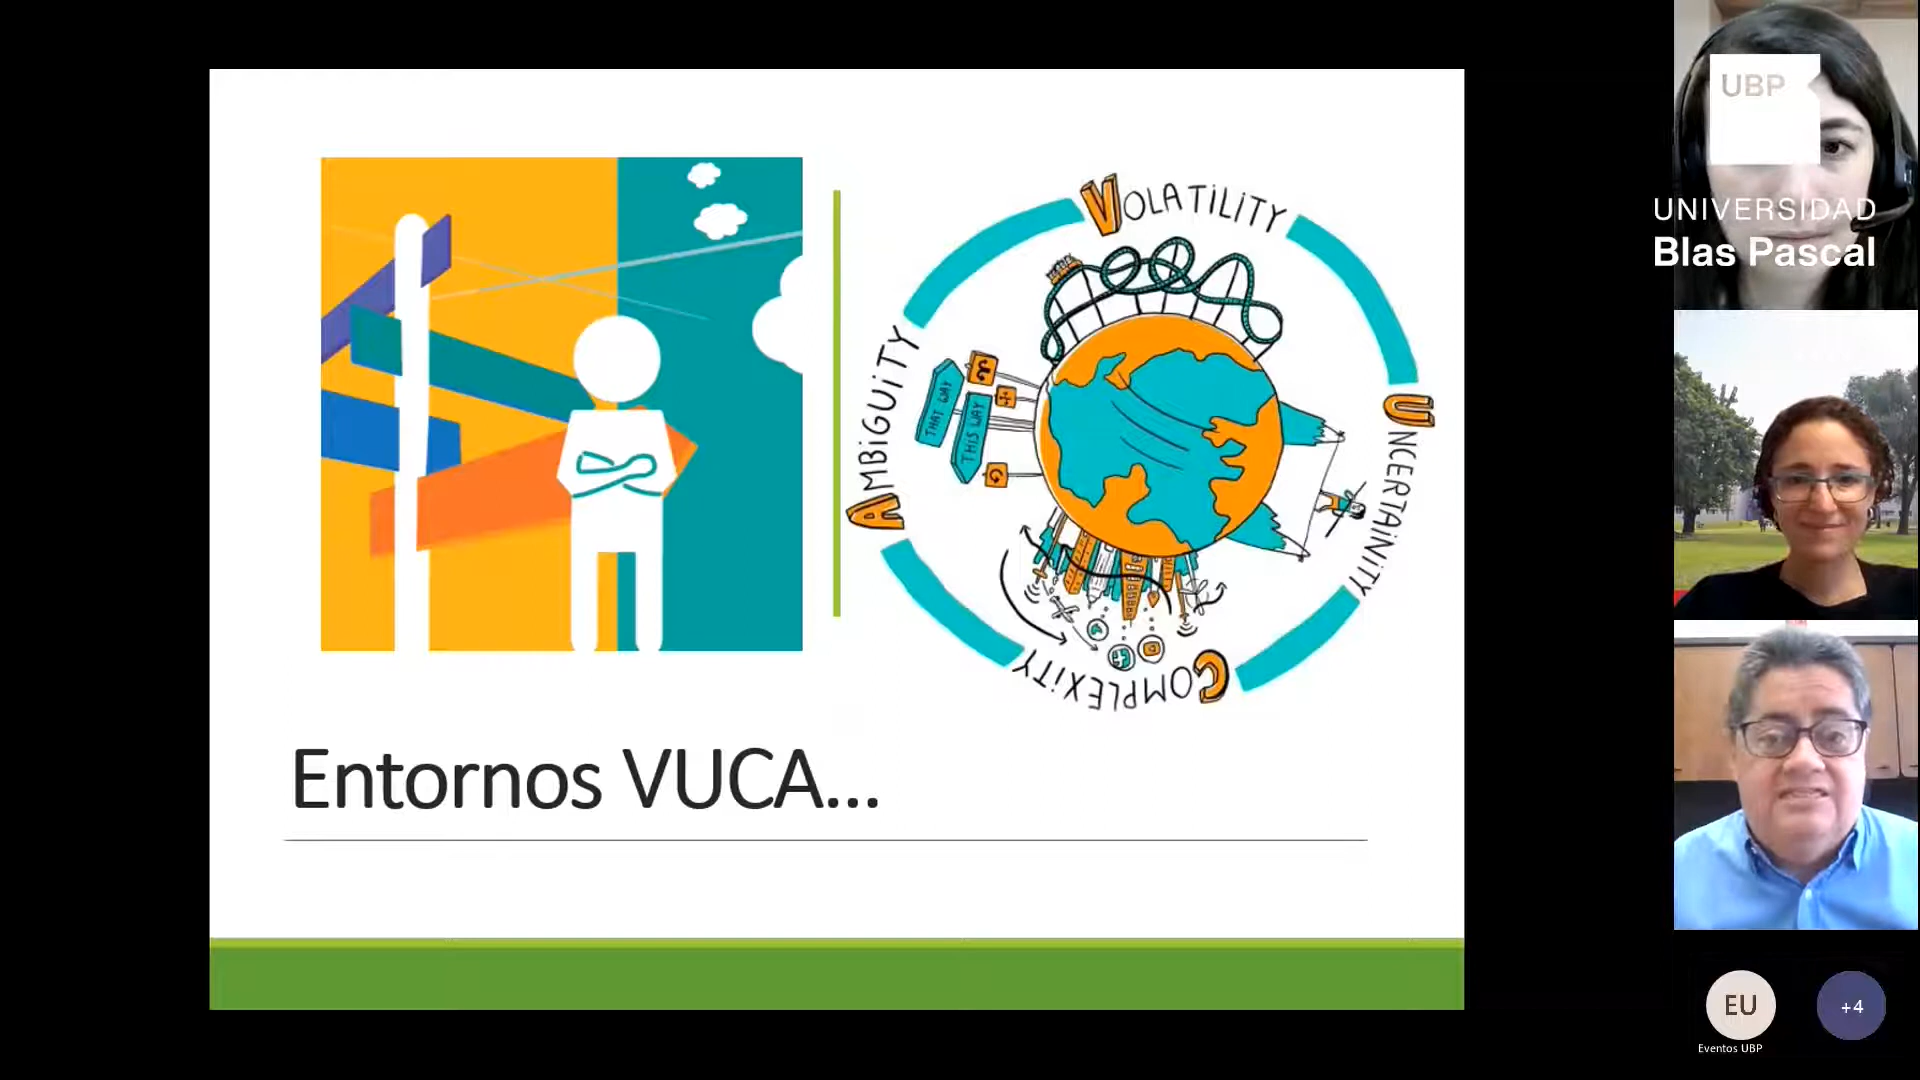 VOLATILITY
UNCERTAINITY
COMPLEXITY
AMBIGUITY
THAT WAY
THIS WAY
Entornos VUCA...
UBP
UNIVERSIDAD
Blas Pascal
EU
Eventos UBP
+4